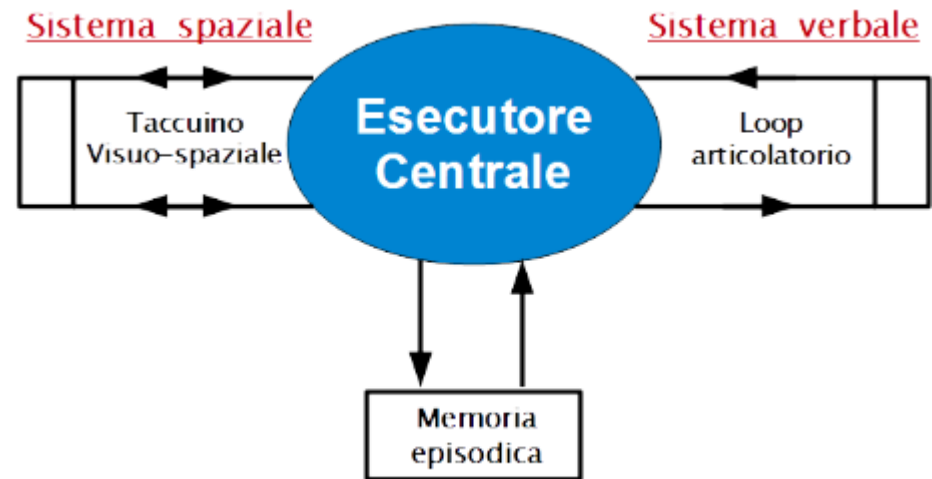 Sistema spaziale
Sistema verbale
Taccuino
Visuo-spaziale
Esecutore
Centrale
Loop
articolatorio
Memoria
episodica